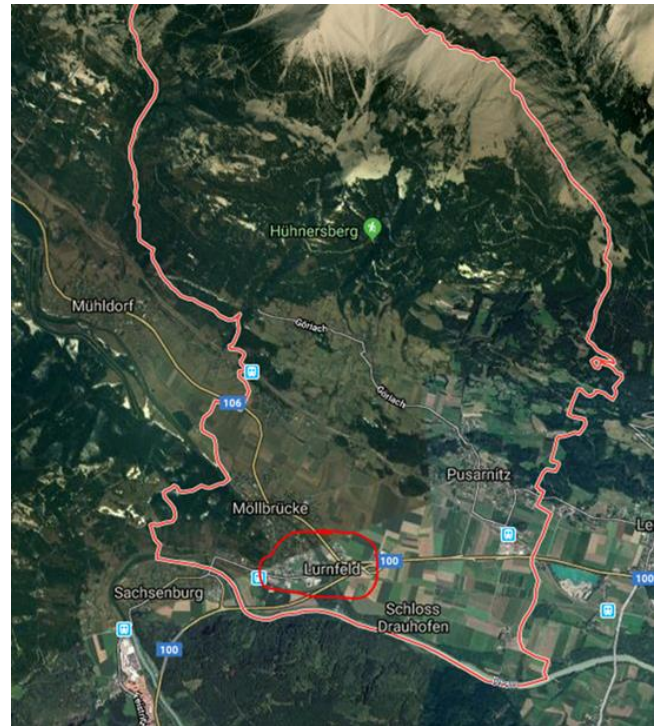 Hühnersberg
Mühldorf
Görlach
Görlach
106
Pusarnitz
Möllbrücke
Lurnfeld
100
100
Le
Sachsenburg
Schloss
Drauhofen
100